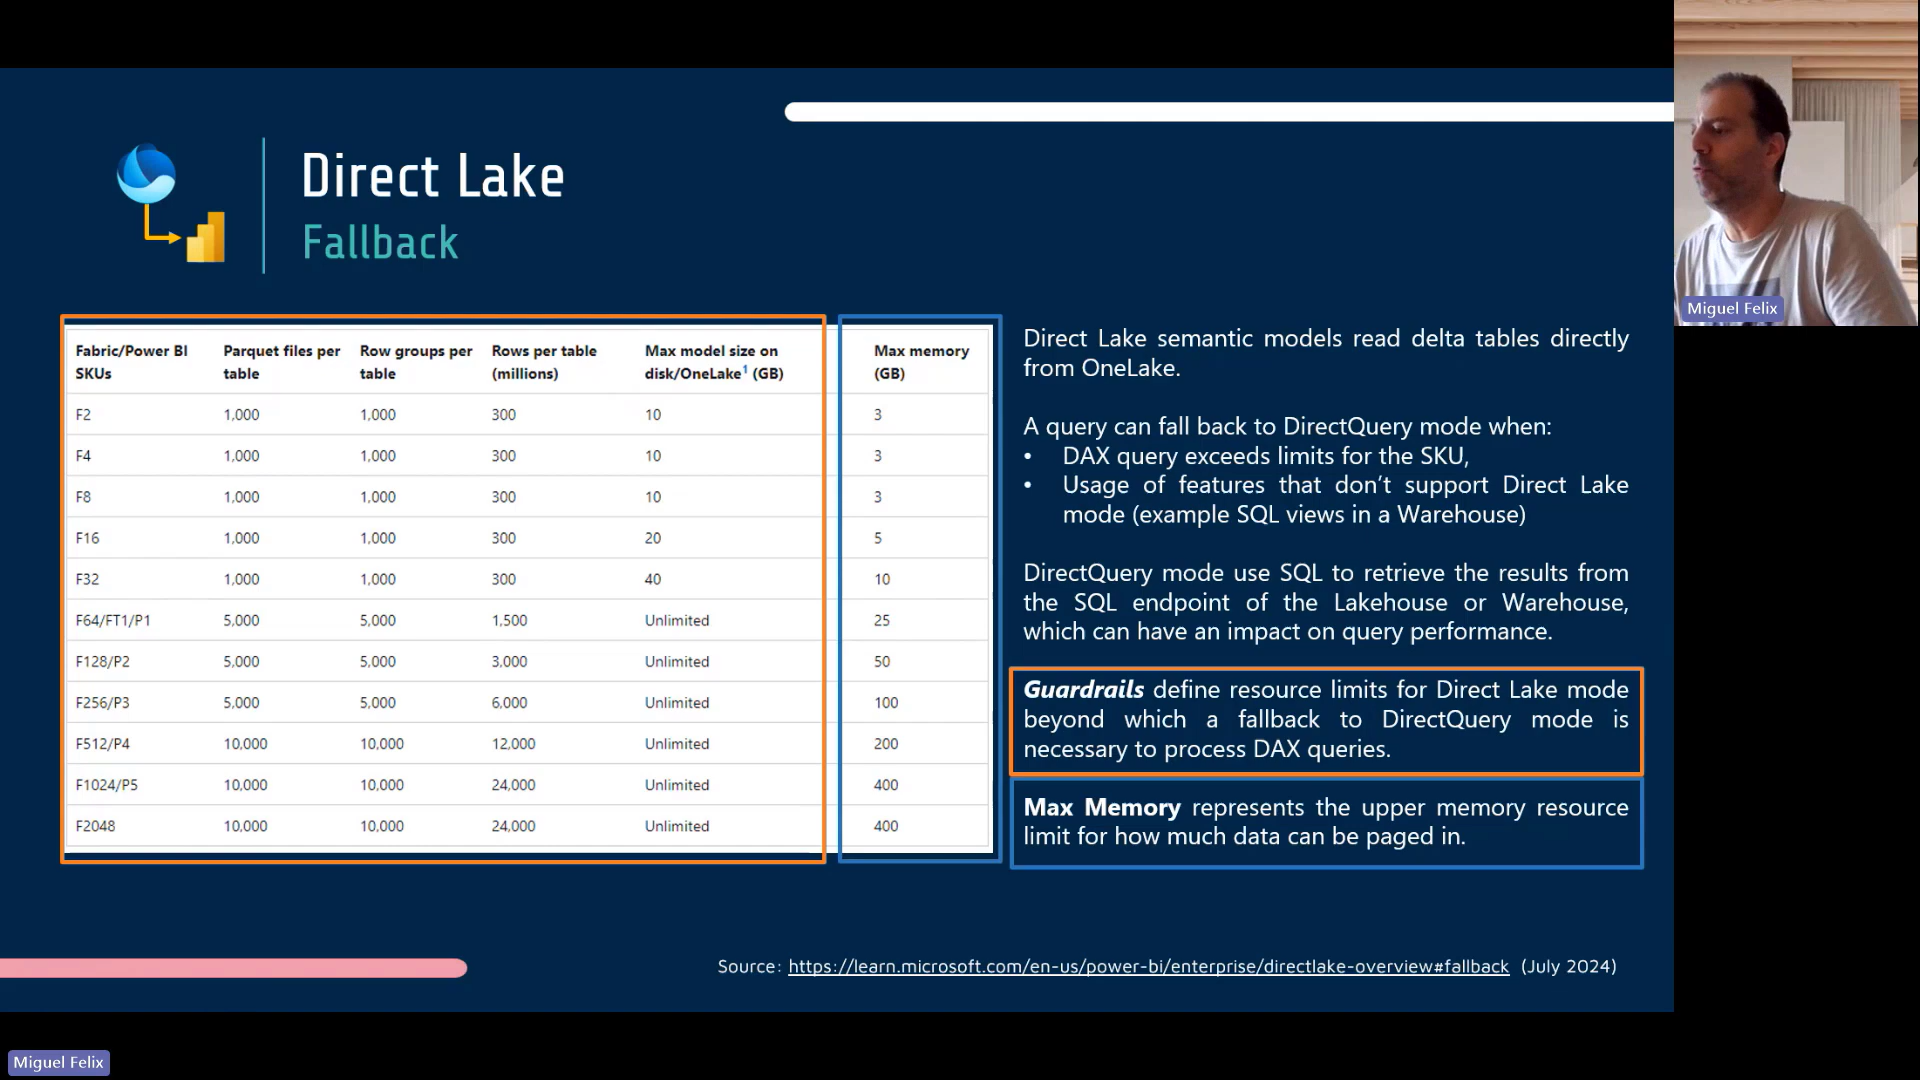 Direct Lake
Fallback
Fabric/Power BI SKUs | Parquet files per table | Row groups per table | Rows per table (millions) | Max model size on disk/OneLake1 (GB) | Max memory (GB)
F2 | 1,000 | 1,000 | 300 | 10 | 3
F4 | 1,000 | 1,000 | 300 | 10 | 3
F8 | 1,000 | 1,000 | 300 | 10 | 3
F16 | 1,000 | 1,000 | 300 | 20 | 5
F32 | 1,000 | 1,000 | 300 | 40 | 10
F64/FT1/P1 | 5,000 | 5,000 | 1,500 | Unlimited | 25
F128/P2 | 5,000 | 5,000 | 3,000 | Unlimited | 50
F256/P3 | 5,000 | 5,000 | 6,000 | Unlimited | 100
F512/P4 | 10,000 | 10,000 | 12,000 | Unlimited | 200
F1024/P5 | 10,000 | 10,000 | 24,000 | Unlimited | 400
F2048 | 10,000 | 10,000 | 24,000 | Unlimited | 400
Direct Lake semantic models read delta tables directly
from OneLake.
A query can fall back to DirectQuery mode when:
• DAX query exceeds limits for the SKU,
• Usage of features that don’t support Direct Lake
mode (example SQL views in a Warehouse)
DirectQuery mode use SQL to retrieve the results from
the SQL endpoint of the Lakehouse or Warehouse,
which can have an impact on query performance.
Guardrails define resource limits for Direct Lake mode
beyond which a fallback to DirectQuery mode is
necessary to process DAX queries.
Max Memory represents the upper memory resource
limit for how much data can be paged in.
Source: https://learn.microsoft.com/en-us/power-bi/enterprise/directlake-overview#fallback (July 2024)
Miguel Felix
Miguel Felix